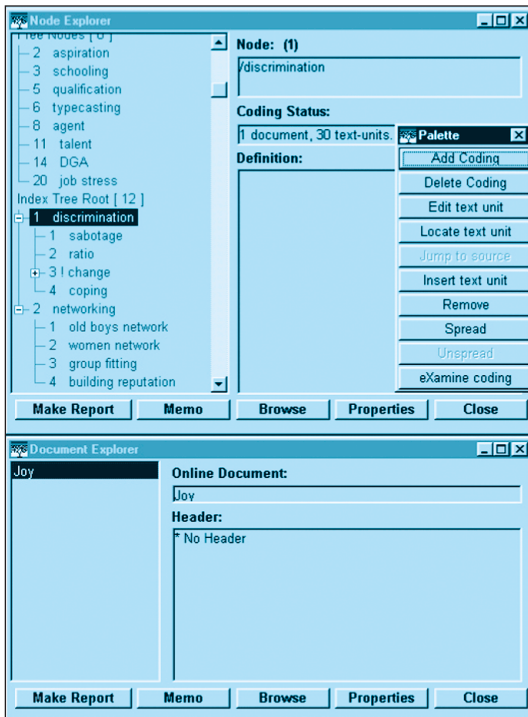 Node Explorer
Tree Nodes [ 6 ]
2 aspiration
3 schooling
5 qualification
6 typecasting
8 agent
11 talent
14 DGA
20 job stress
Index Tree Root [ 12 ]
1 discrimination
1 sabotage
2 ratio
3 ! change
4 coping
2 networking
1 old boys network
2 women network
3 group fitting
4 building reputation
Node: (1)
/discrimination
Coding Status:
1 document, 30 text-units.
Definition:
Palette
Add Coding
Delete Coding
Edit text unit
Locate text unit
Jump to source
Insert text unit
Remove
Spread
Unspread
eXamine coding
Make Report Memo Browse Properties Close
Document Explorer
Joy
Online Document:
Joy
Header:
* No Header
Make Report Memo Browse Properties Close